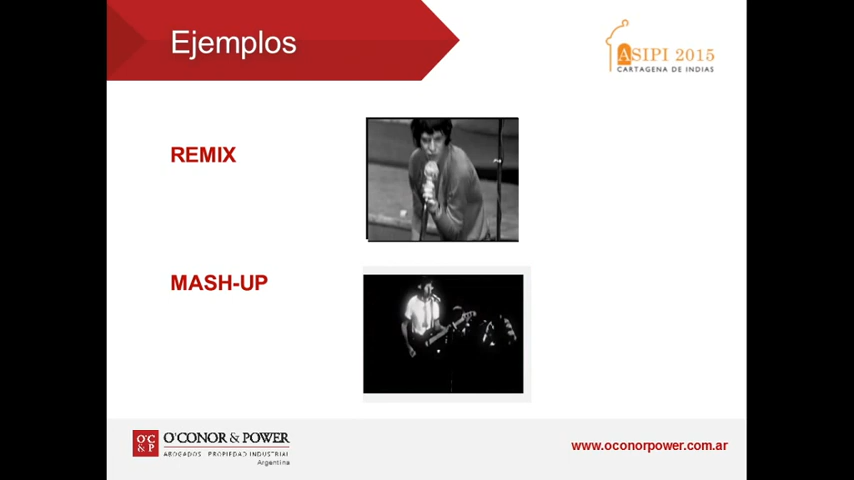 Ejemplos
ASIPI 2015
CARTAGENA DE INDIAS
REMIX
MASH-UP
O'C
& P
O'CONOR & POWER
ABOGADOS PROPIEDAD INDUSTRIAL
Argentina
www.oconorpower.com.ar